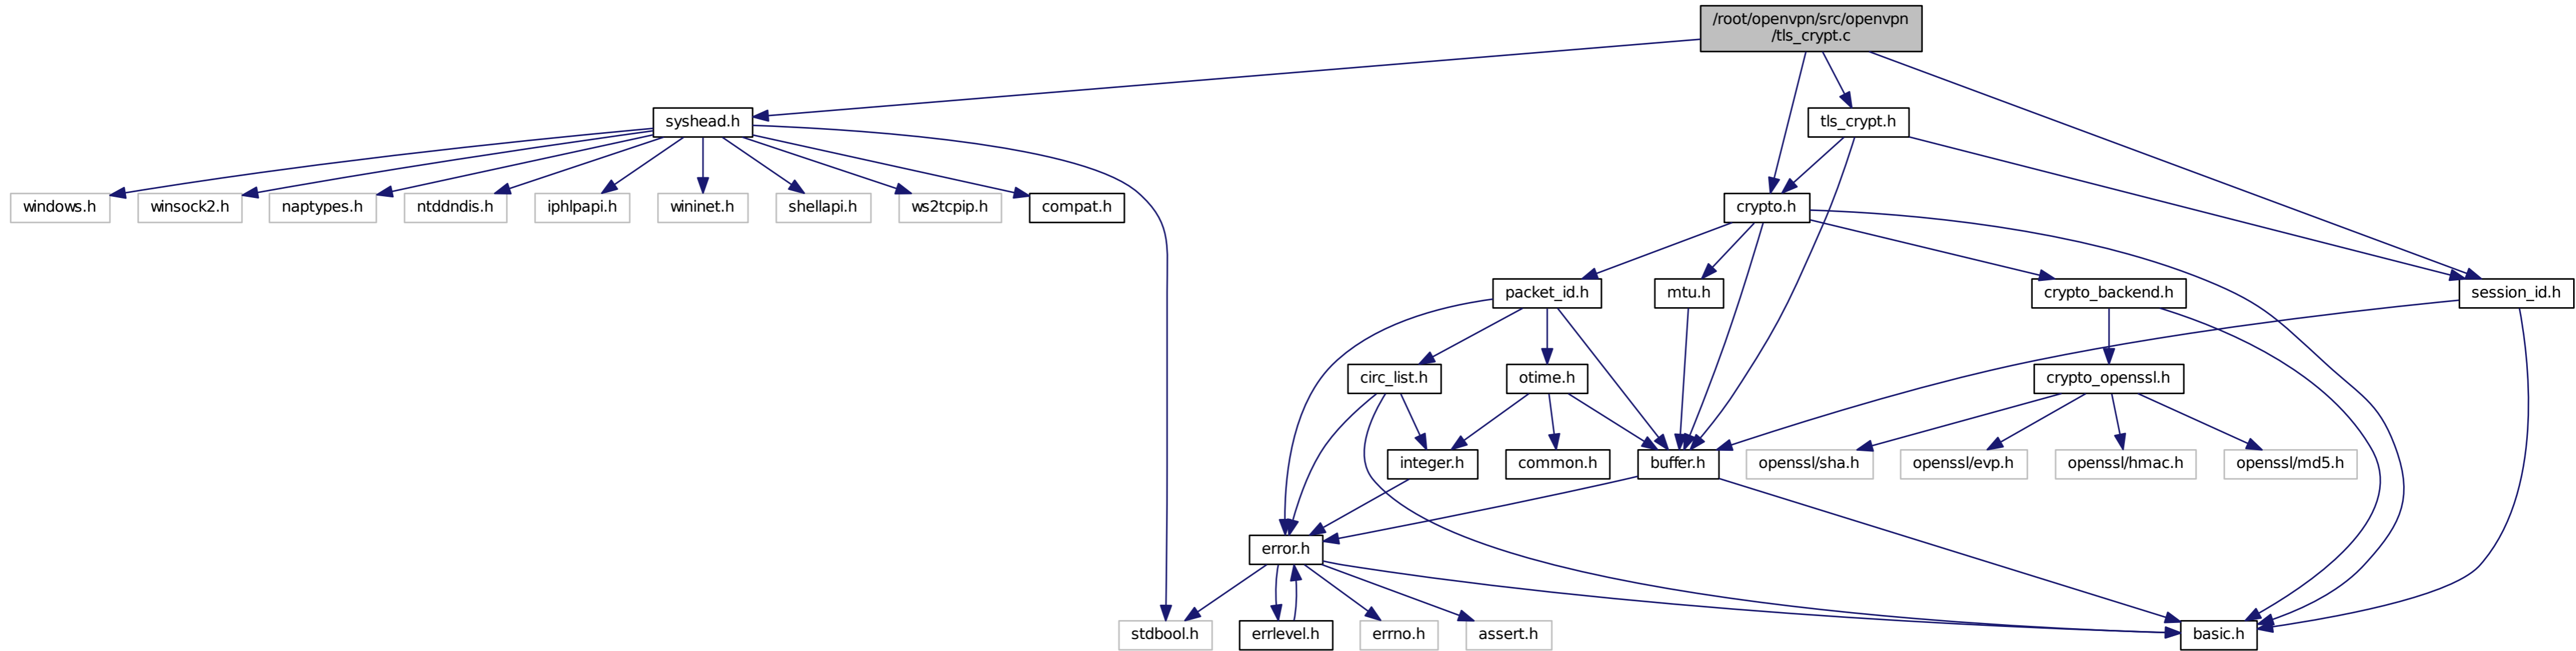 /root/openvpn/src/openvpn
/tls_crypt.c
syshead.h
tls_crypt.h
windows.h
winsock2.h
naptypes.h
ntddndis.h
iphlpapi.h
wininet.h
shellapi.h
ws2tcpip.h
compat.h
crypto.h
packet_id.h
mtu.h
crypto_backend.h
session_id.h
circ_list.h
otime.h
crypto_openssl.h
integer.h
common.h
buffer.h
openssl/sha.h
openssl/evp.h
openssl/hmac.h
openssl/md5.h
error.h
stdbool.h
errlevel.h
errno.h
assert.h
basic.h